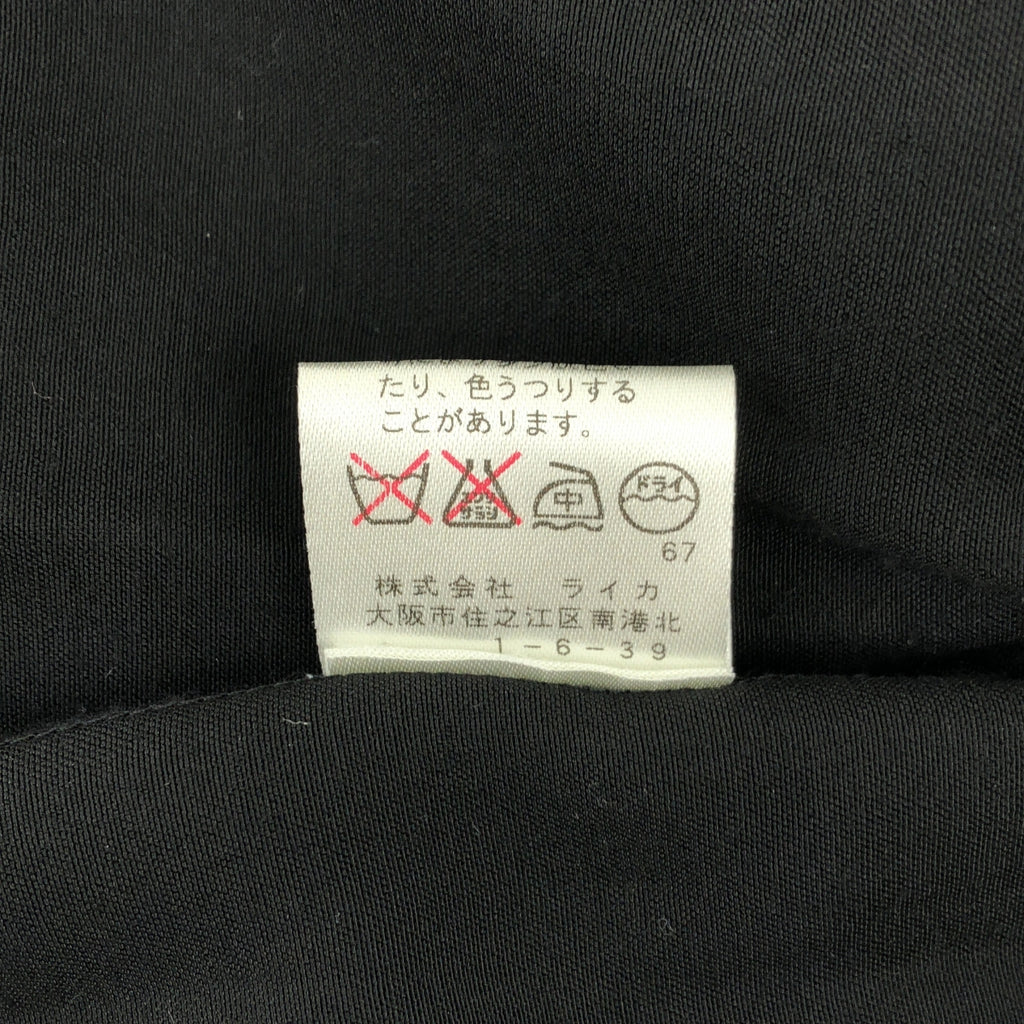 たり、色うつりする
ことがあります。
中 ドライ
67
株式会社 ライカ
大阪市住之江区南港北
1-6-39